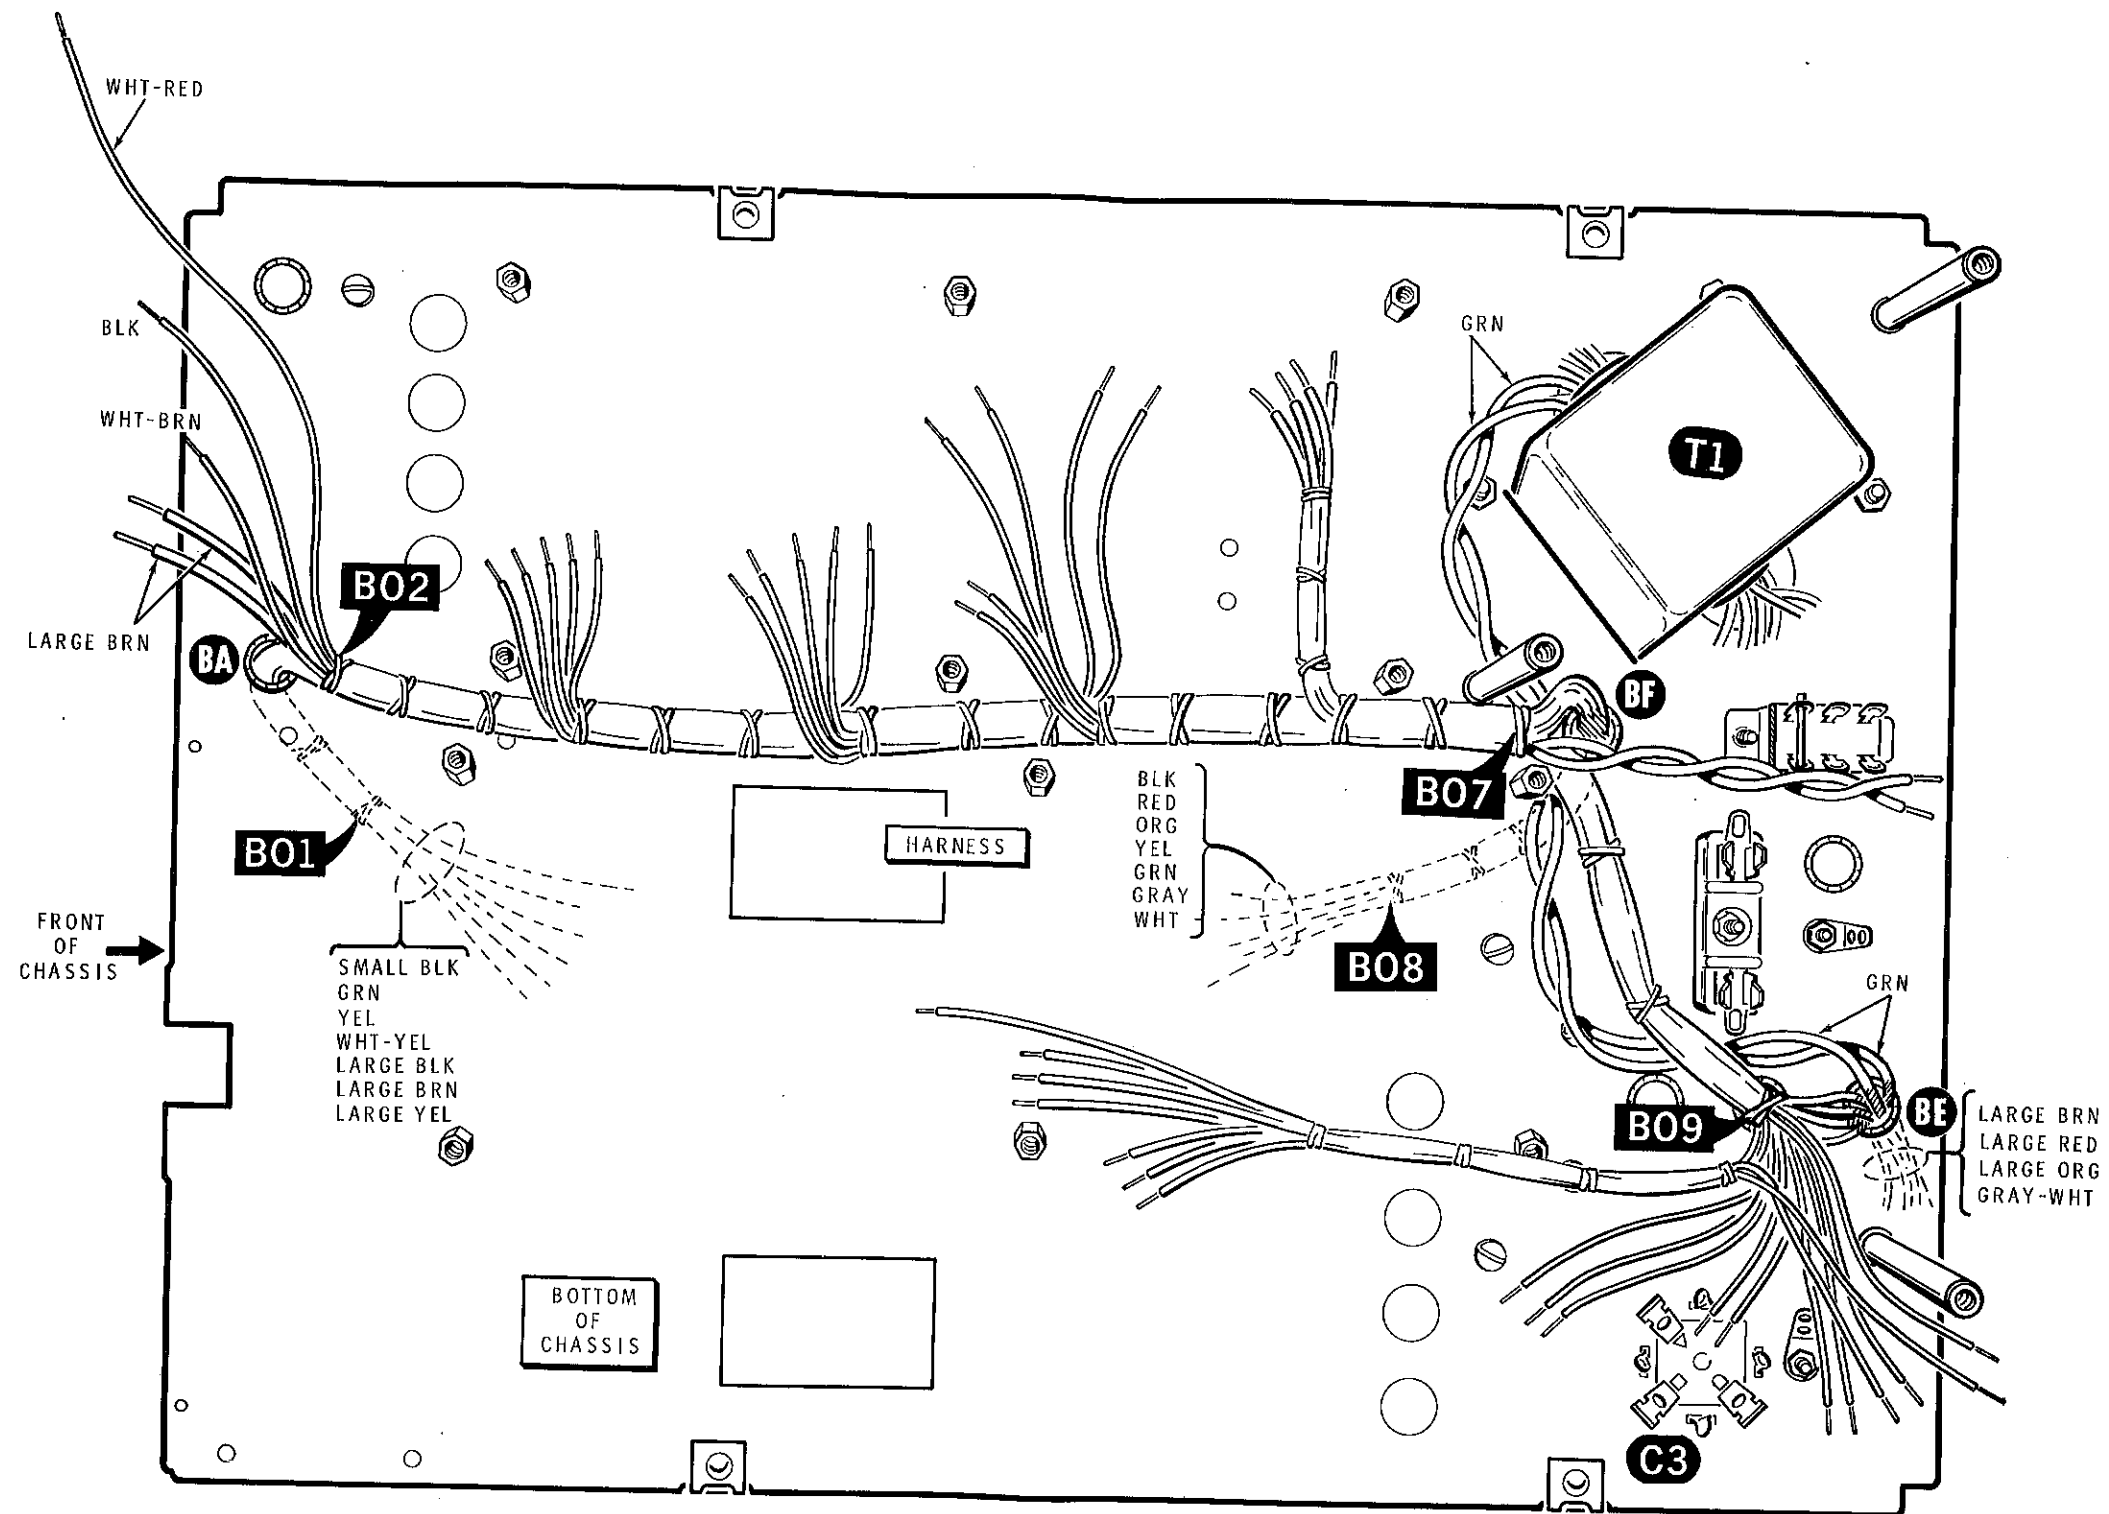 WHT-RED
BLK
WHT-BRN
LARGE BRN
BO2
BA
GRN
T1
BF
BO7
BO1
HARNESS
BLK
RED
ORG
YEL
GRN
GRAY
WHT
BO8
FRONT
OF
CHASSIS
SMALL BLK
GRN
YEL
WHT-YEL
LARGE BLK
LARGE BRN
LARGE YEL
GRN
BO9
BE
LARGE BRN
LARGE RED
LARGE ORG
GRAY-WHT
BOTTOM
OF
CHASSIS
C3